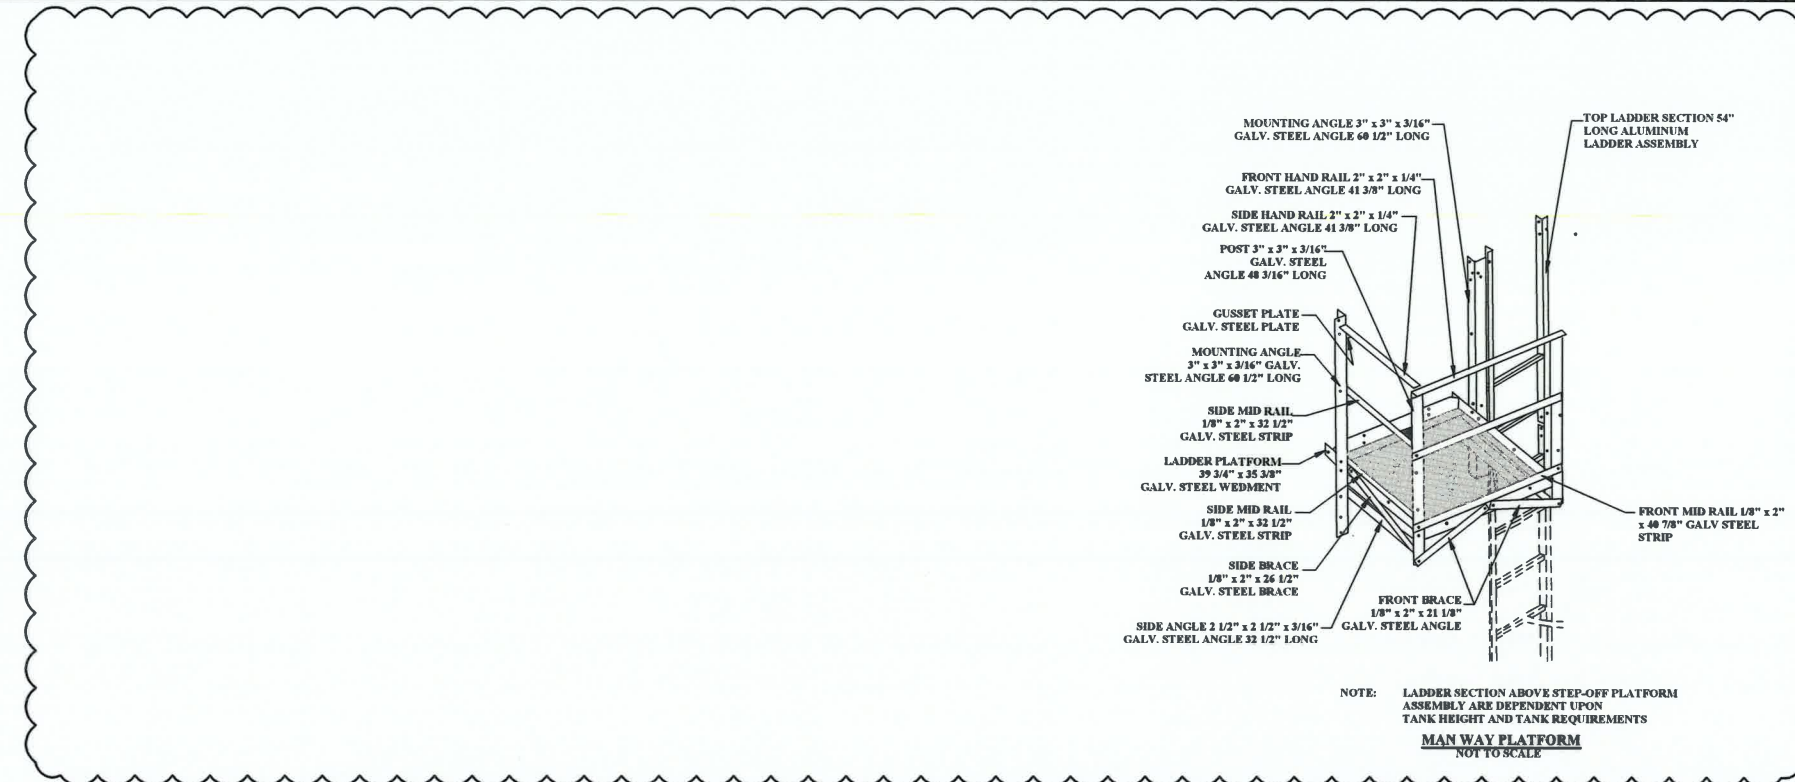 MOUNTING ANGLE 3" x 3" x 3/16"
GALV. STEEL ANGLE 60 1/2" LONG
TOP LADDER SECTION 54"
LONG ALUMINUM
LADDER ASSEMBLY
FRONT HAND RAIL 2" x 2" x 1/4"
GALV. STEEL ANGLE 41 3/8" LONG
SIDE HAND RAIL 2" x 2" x 1/4"
GALV. STEEL ANGLE 41 3/8" LONG
POST 3" x 3" x 3/16"
GALV. STEEL
ANGLE 48 3/16" LONG
GUSSET PLATE
GALV. STEEL PLATE
MOUNTING ANGLE
3" x 3" x 3/16" GALV.
STEEL ANGLE 60 1/2" LONG
SIDE MID RAIL
1/8" x 2" x 32 1/2"
GALV. STEEL STRIP
LADDER PLATFORM
39 3/4" x 35 3/8"
GALV. STEEL WEDMENT
SIDE MID RAIL
1/8" x 2" x 32 1/2"
GALV. STEEL STRIP
FRONT MID RAIL 1/8" x 2"
x 40 7/8" GALV STEEL
STRIP
SIDE BRACE
1/8" x 2" x 26 1/2"
GALV. STEEL BRACE
FRONT BRACE
1/8" x 2" x 21 1/8"
GALV. STEEL ANGLE
SIDE ANGLE 2 1/2" x 2 1/2" x 3/16"
GALV. STEEL ANGLE 32 1/2" LONG
NOTE: LADDER SECTION ABOVE STEP-OFF PLATFORM
ASSEMBLY ARE DEPENDENT UPON
TANK HEIGHT AND TANK REQUIREMENTS
MAN WAY PLATFORM
NOT TO SCALE